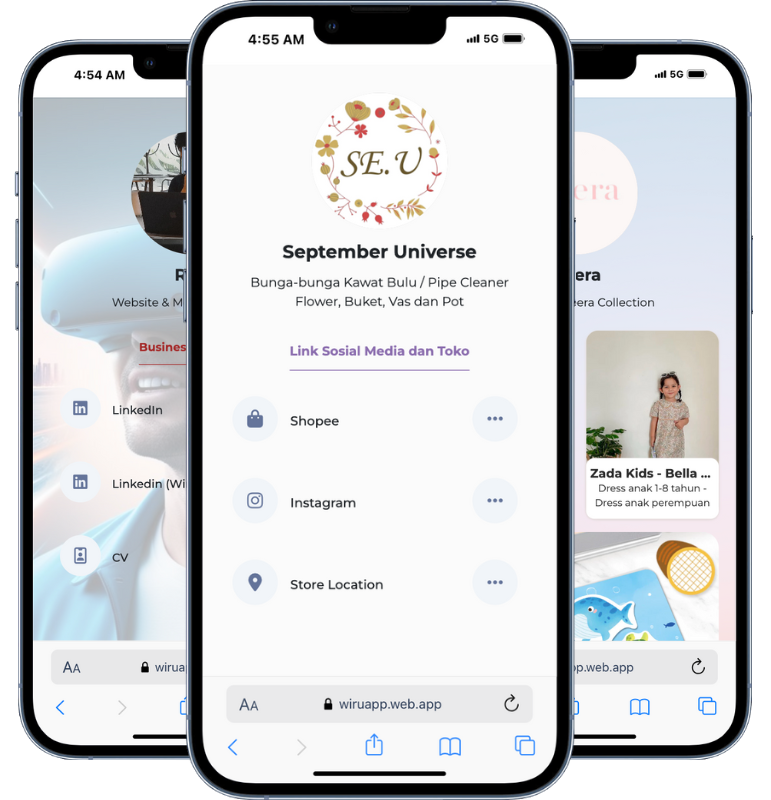 4:54 AM
Website & M
Busines
LinkedIn
Linkedin (Wi
CV
AA
wirua
4:55 AM
5G
SE.U
September Universe
Bunga-bunga Kawat Bulu / Pipe Cleaner
Flower, Buket, Vas dan Pot
Link Sosial Media dan Toko
Shopee
Instagram
Store Location
AA
wiruapp.web.app
5G
era
era
eera Collection
Zada Kids - Bella ...
Dress anak 1-8 tahun -
Dress anak perempuan
pp.web.app